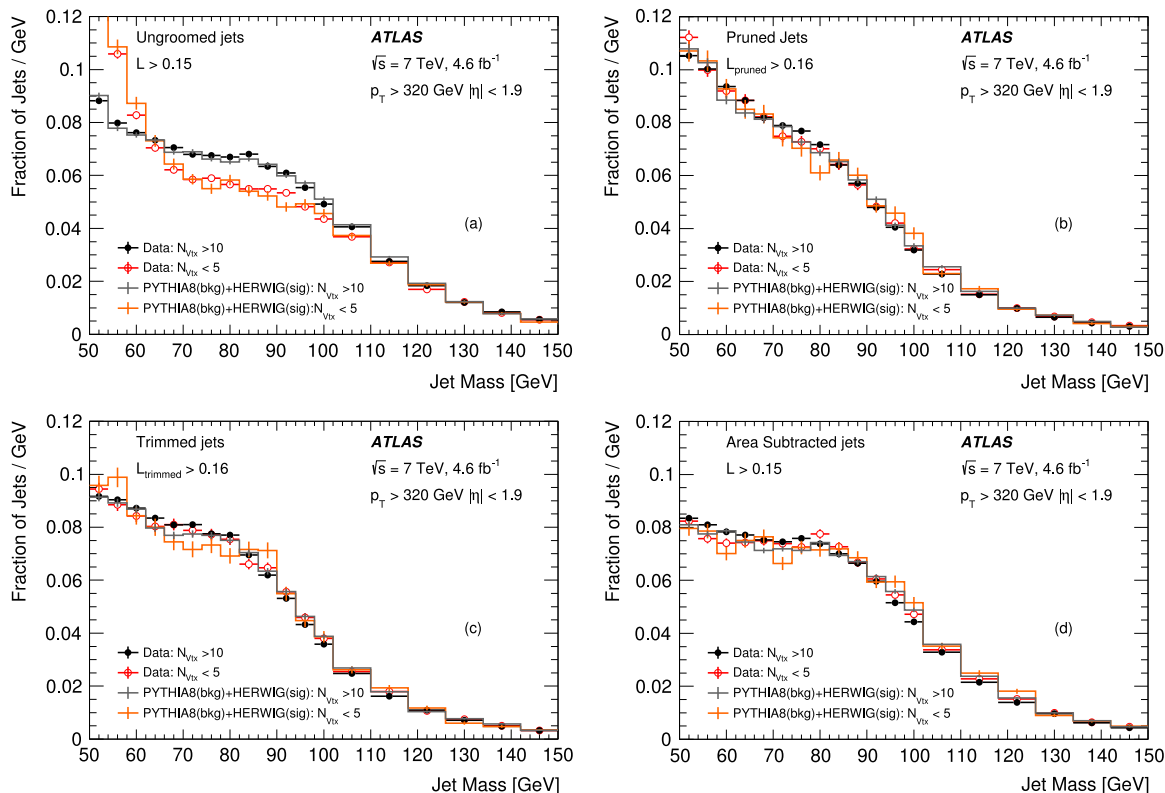 Fraction of Jets / GeV
0.12
0.1
0.08
0.06
0.04
0.02
0
Ungroomed jets
L > 0.15
ATLAS
√s = 7 TeV, 4.6 fb⁻¹
p_T > 320 GeV |η| < 1.9
(a)
Data: N_Vtx >10
Data: N_Vtx < 5
PYTHIA8(bkg)+HERWIG(sig): N_Vtx >10
PYTHIA8(bkg)+HERWIG(sig):N_Vtx < 5
50 60 70 80 90 100 110 120 130 140 150
Jet Mass [GeV]
Fraction of Jets / GeV
0.12
0.1
0.08
0.06
0.04
0.02
0
Pruned Jets
L_pruned > 0.16
ATLAS
√s = 7 TeV, 4.6 fb⁻¹
p_T > 320 GeV |η| < 1.9
(b)
Data: N_Vtx >10
Data: N_Vtx < 5
PYTHIA8(bkg)+HERWIG(sig): N_Vtx >10
PYTHIA8(bkg)+HERWIG(sig): N_Vtx < 5
50 60 70 80 90 100 110 120 130 140 150
Jet Mass [GeV]
Fraction of Jets / GeV
0.12
0.1
0.08
0.06
0.04
0.02
0
Trimmed jets
L_trimmed > 0.16
ATLAS
√s = 7 TeV, 4.6 fb⁻¹
p_T > 320 GeV |η| < 1.9
(c)
Data: N_Vtx >10
Data: N_Vtx < 5
PYTHIA8(bkg)+HERWIG(sig): N_Vtx >10
PYTHIA8(bkg)+HERWIG(sig): N_Vtx < 5
50 60 70 80 90 100 110 120 130 140 150
Jet Mass [GeV]
Fraction of Jets / GeV
0.12
0.1
0.08
0.06
0.04
0.02
0
Area Subtracted jets
L > 0.15
ATLAS
√s = 7 TeV, 4.6 fb⁻¹
p_T > 320 GeV |η| < 1.9
(d)
Data: N_Vtx >10
Data: N_Vtx < 5
PYTHIA8(bkg)+HERWIG(sig): N_Vtx >10
PYTHIA8(bkg)+HERWIG(sig): N_Vtx < 5
50 60 70 80 90 100 110 120 130 140 150
Jet Mass [GeV]